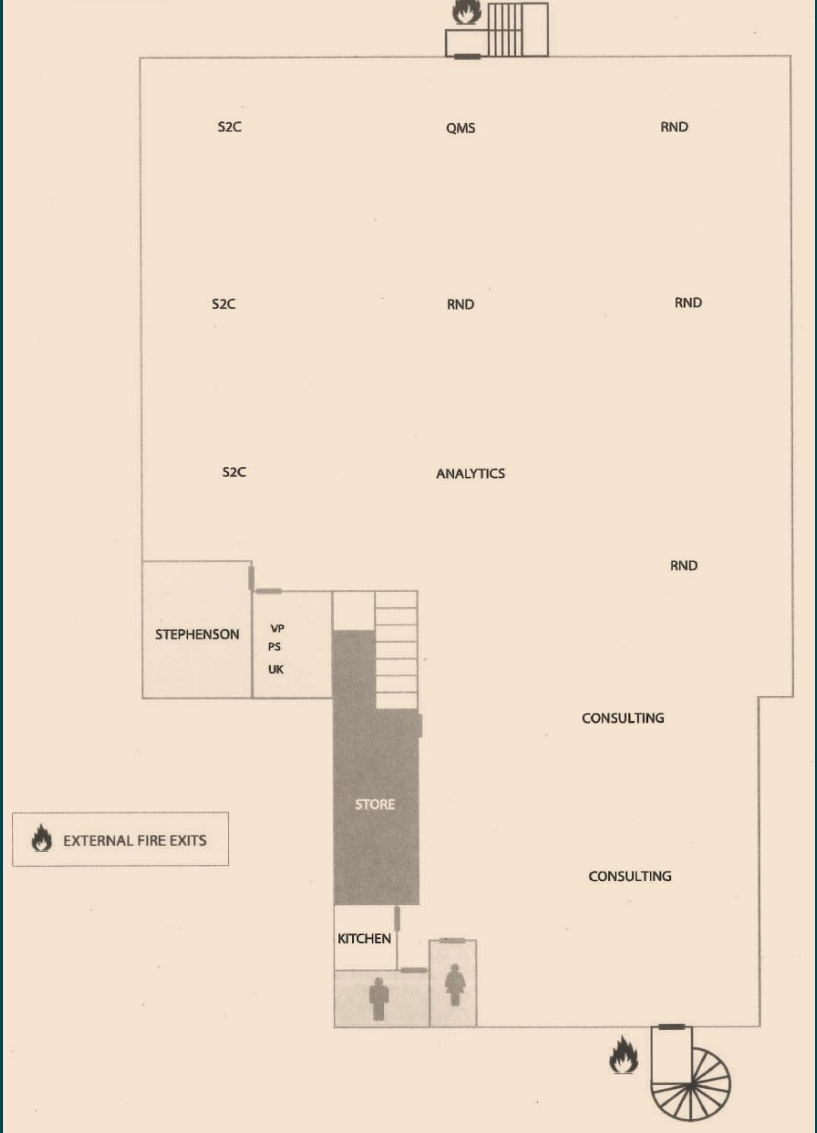 S2C
QMS
RND
S2C
RND
RND
S2C
ANALYTICS
RND
STEPHENSON
VP
PS
UK
CONSULTING
STORE
EXTERNAL FIRE EXITS
CONSULTING
KITCHEN